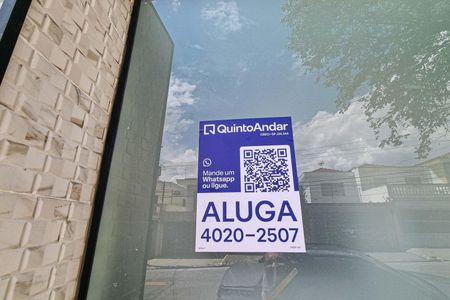 QuintoAndar
Mande um
Whatsapp
ou ligue.
ALUGA
4020-2507